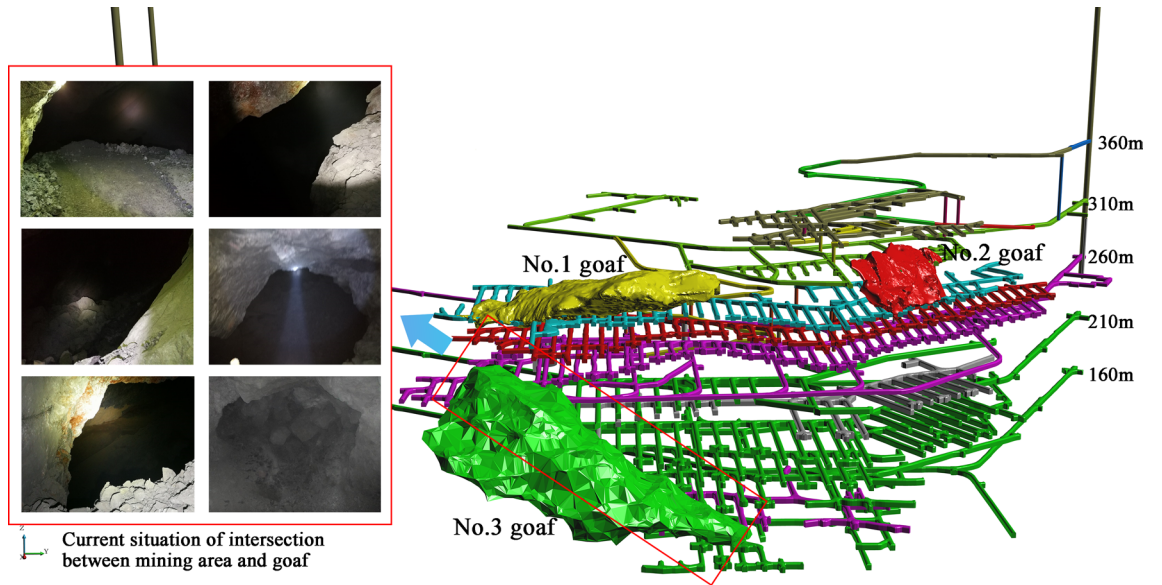 360m
310m
No.2 goaf
260m
No.1 goaf
210m
160m
No.3 goaf
Z
X
Y
Current situation of intersection
between mining area and goaf